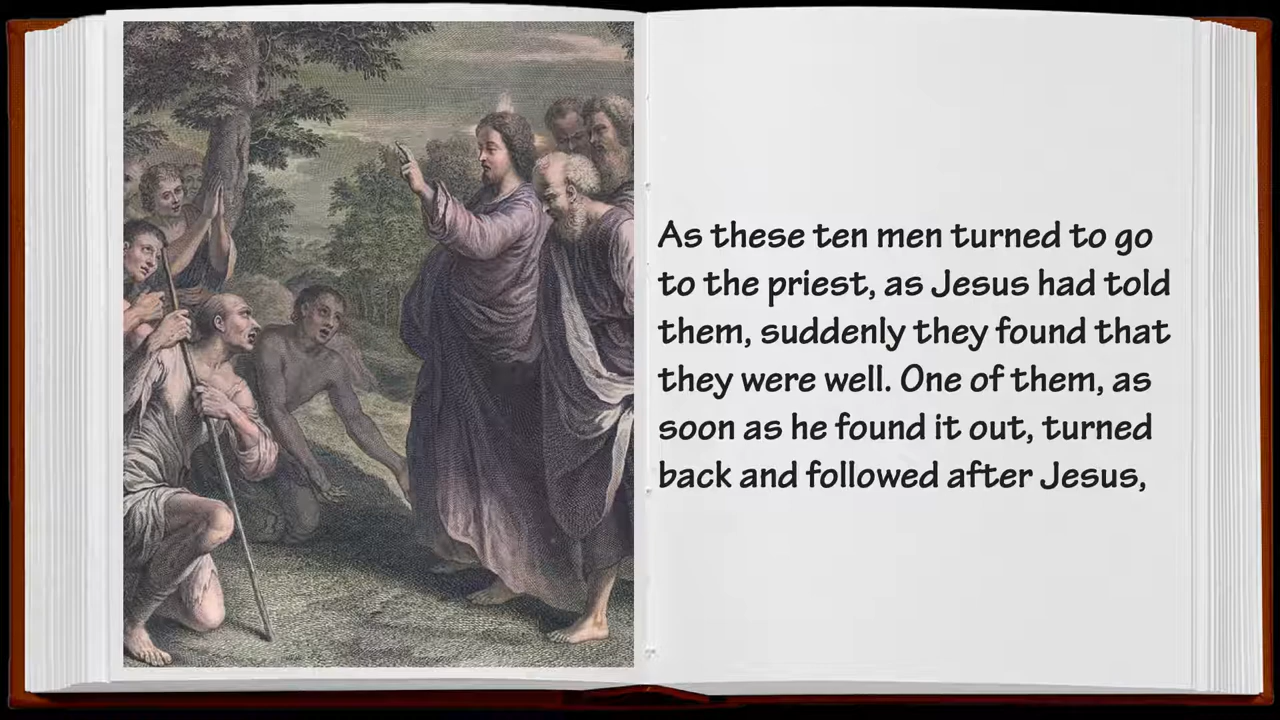 As these ten men turned to go
to the priest, as Jesus had told
them, suddenly they found that
they were well. One of them, as
soon as he found it out, turned
back and followed after Jesus,